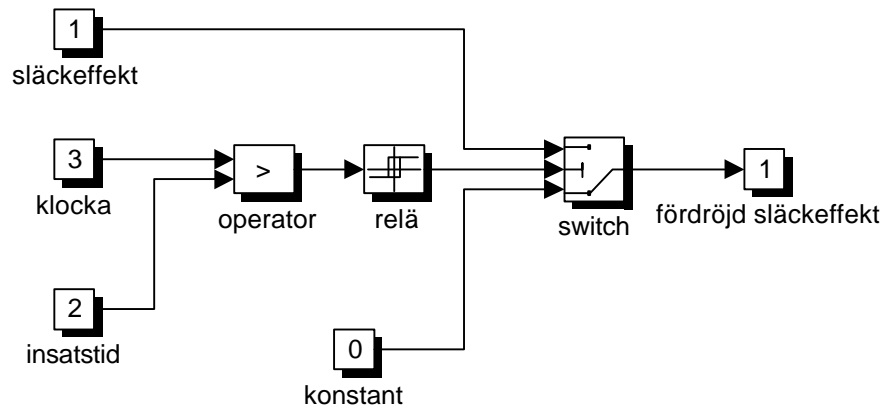 1
släckeffekt
3
klocka
>
operator
relä
switch
1
fördröjd släckeffekt
2
insatstid
0
konstant